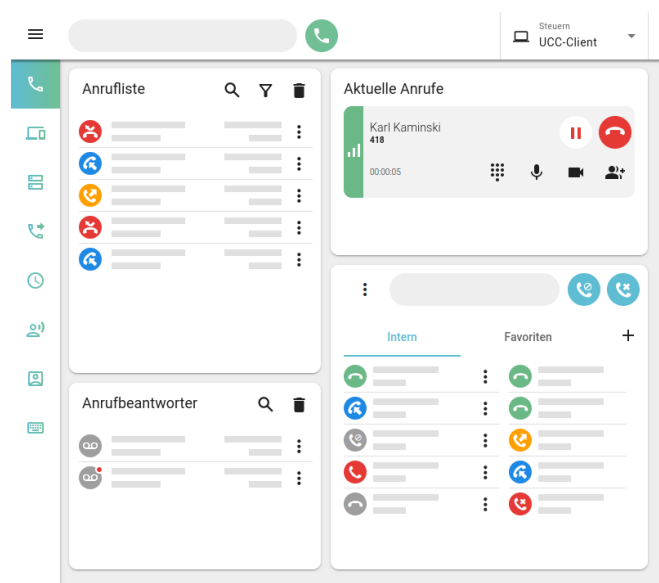 Steuern
UCC-Client
Anrufliste
Aktuelle Anrufe
Karl Kaminski
418
00:00:05
Intern
Favoriten
Anrufbeantworter